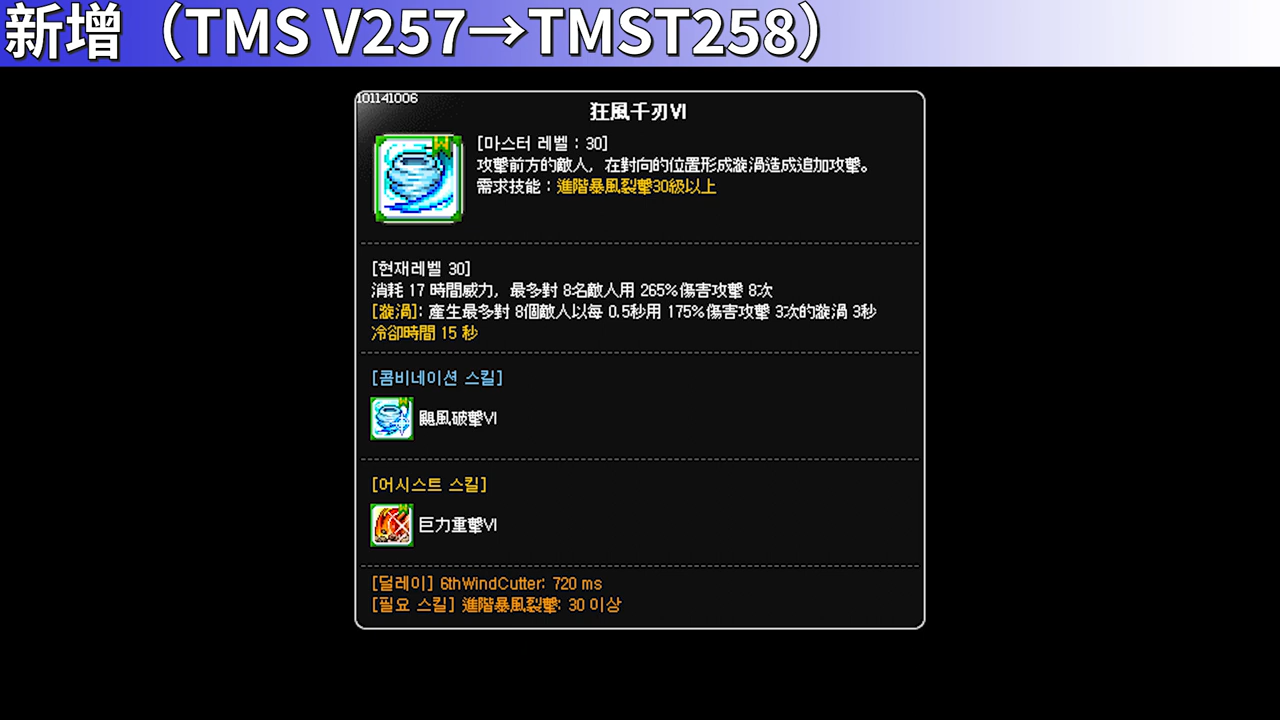 新增（TMS V257→TMST258）
101141006
狂風千刃VI
[마스터 레벨 : 30]
攻擊前方的敵人，在對向的位置形成漩渦造成追加攻擊。
需求技能：進階暴風裂擊30級以上
[현재레벨 30]
消耗 17 時間威力，最多對 8名敵人用 265%傷害攻擊 8次
[漩渦]: 產生最多對 8個敵人以每 0.5秒用 175%傷害攻擊 3次的漩渦 3秒
冷卻時間 15 秒
[콤비네이션 스킬]
颶風破擊VI
[어시스트 스킬]
巨力重擊VI
[딜레이] 6thWindCutter: 720 ms
[필요 스킬] 進階暴風裂擊: 30 이상